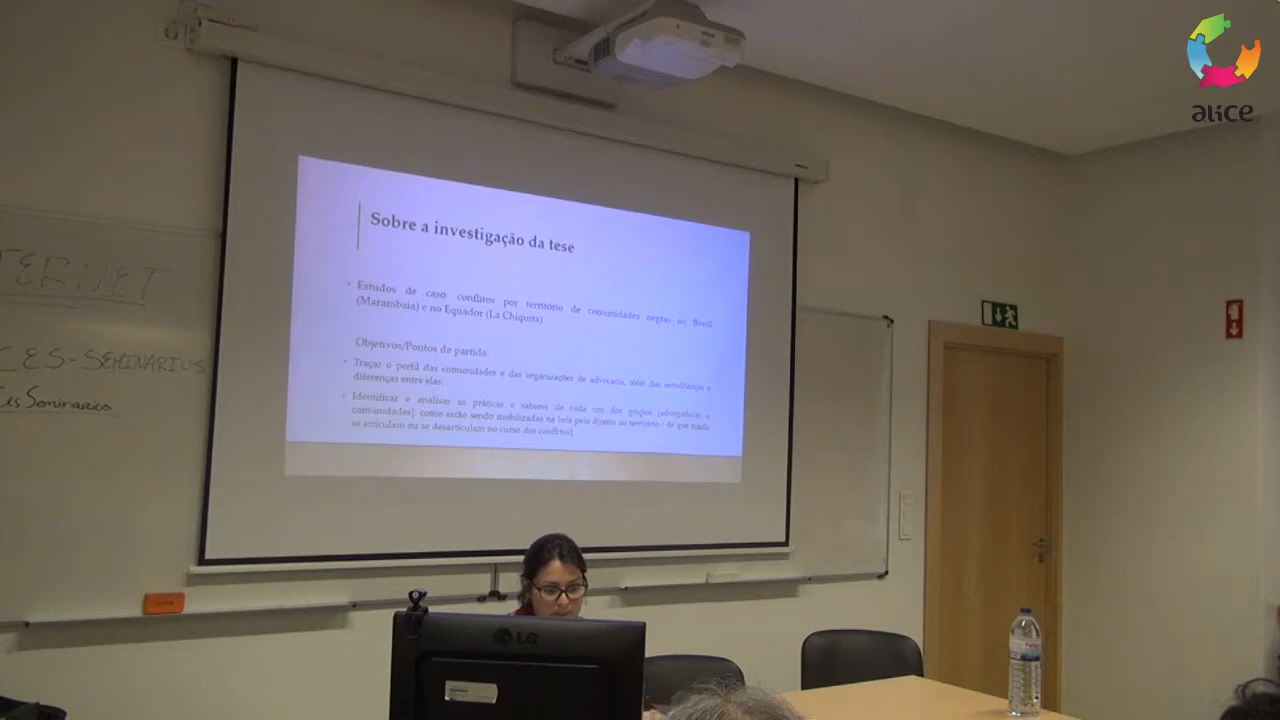 alice
EPSON
Sobre a investigação da tese
Estudos de caso: conflitos por território de comunidades negras no Brasil
(Marambaia) e no Equador (La Chiquita).
Objetivos/Pontos de partida:
Traçar o perfil das comunidades e das organizações de advocacia, além das semelhanças e
diferenças entre elas;
Identificar e analisar as práticas e saberes de cada um dos grupos [advogado/as e
comunidades]: como estão sendo mobilizadas na luta pelo direito ao território / de que modo
se articulam ou se desarticulam no curso dos conflitos].
TERNET
CES-SEMINARIOS
CesSeminarios
LG